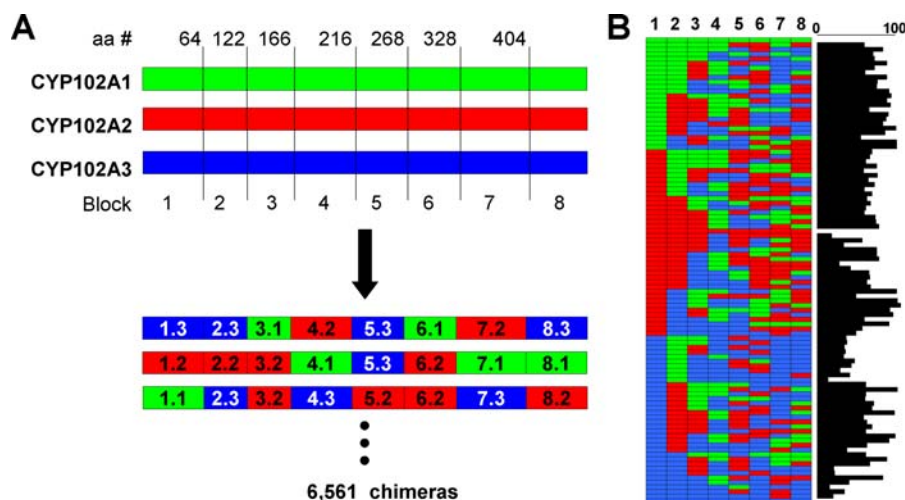 A
aa # 64 122 166 216 268 328 404
CYP102A1
CYP102A2
CYP102A3
Block 1 2 3 4 5 6 7 8
1.3 2.3 3.1 4.2 5.3 6.1 7.2 8.3
1.2 2.2 3.2 4.1 5.3 6.2 7.1 8.1
1.1 2.3 3.2 4.3 5.2 6.2 7.3 8.2
6,561 chimeras
B
1 2 3 4 5 6 7 8 0 100